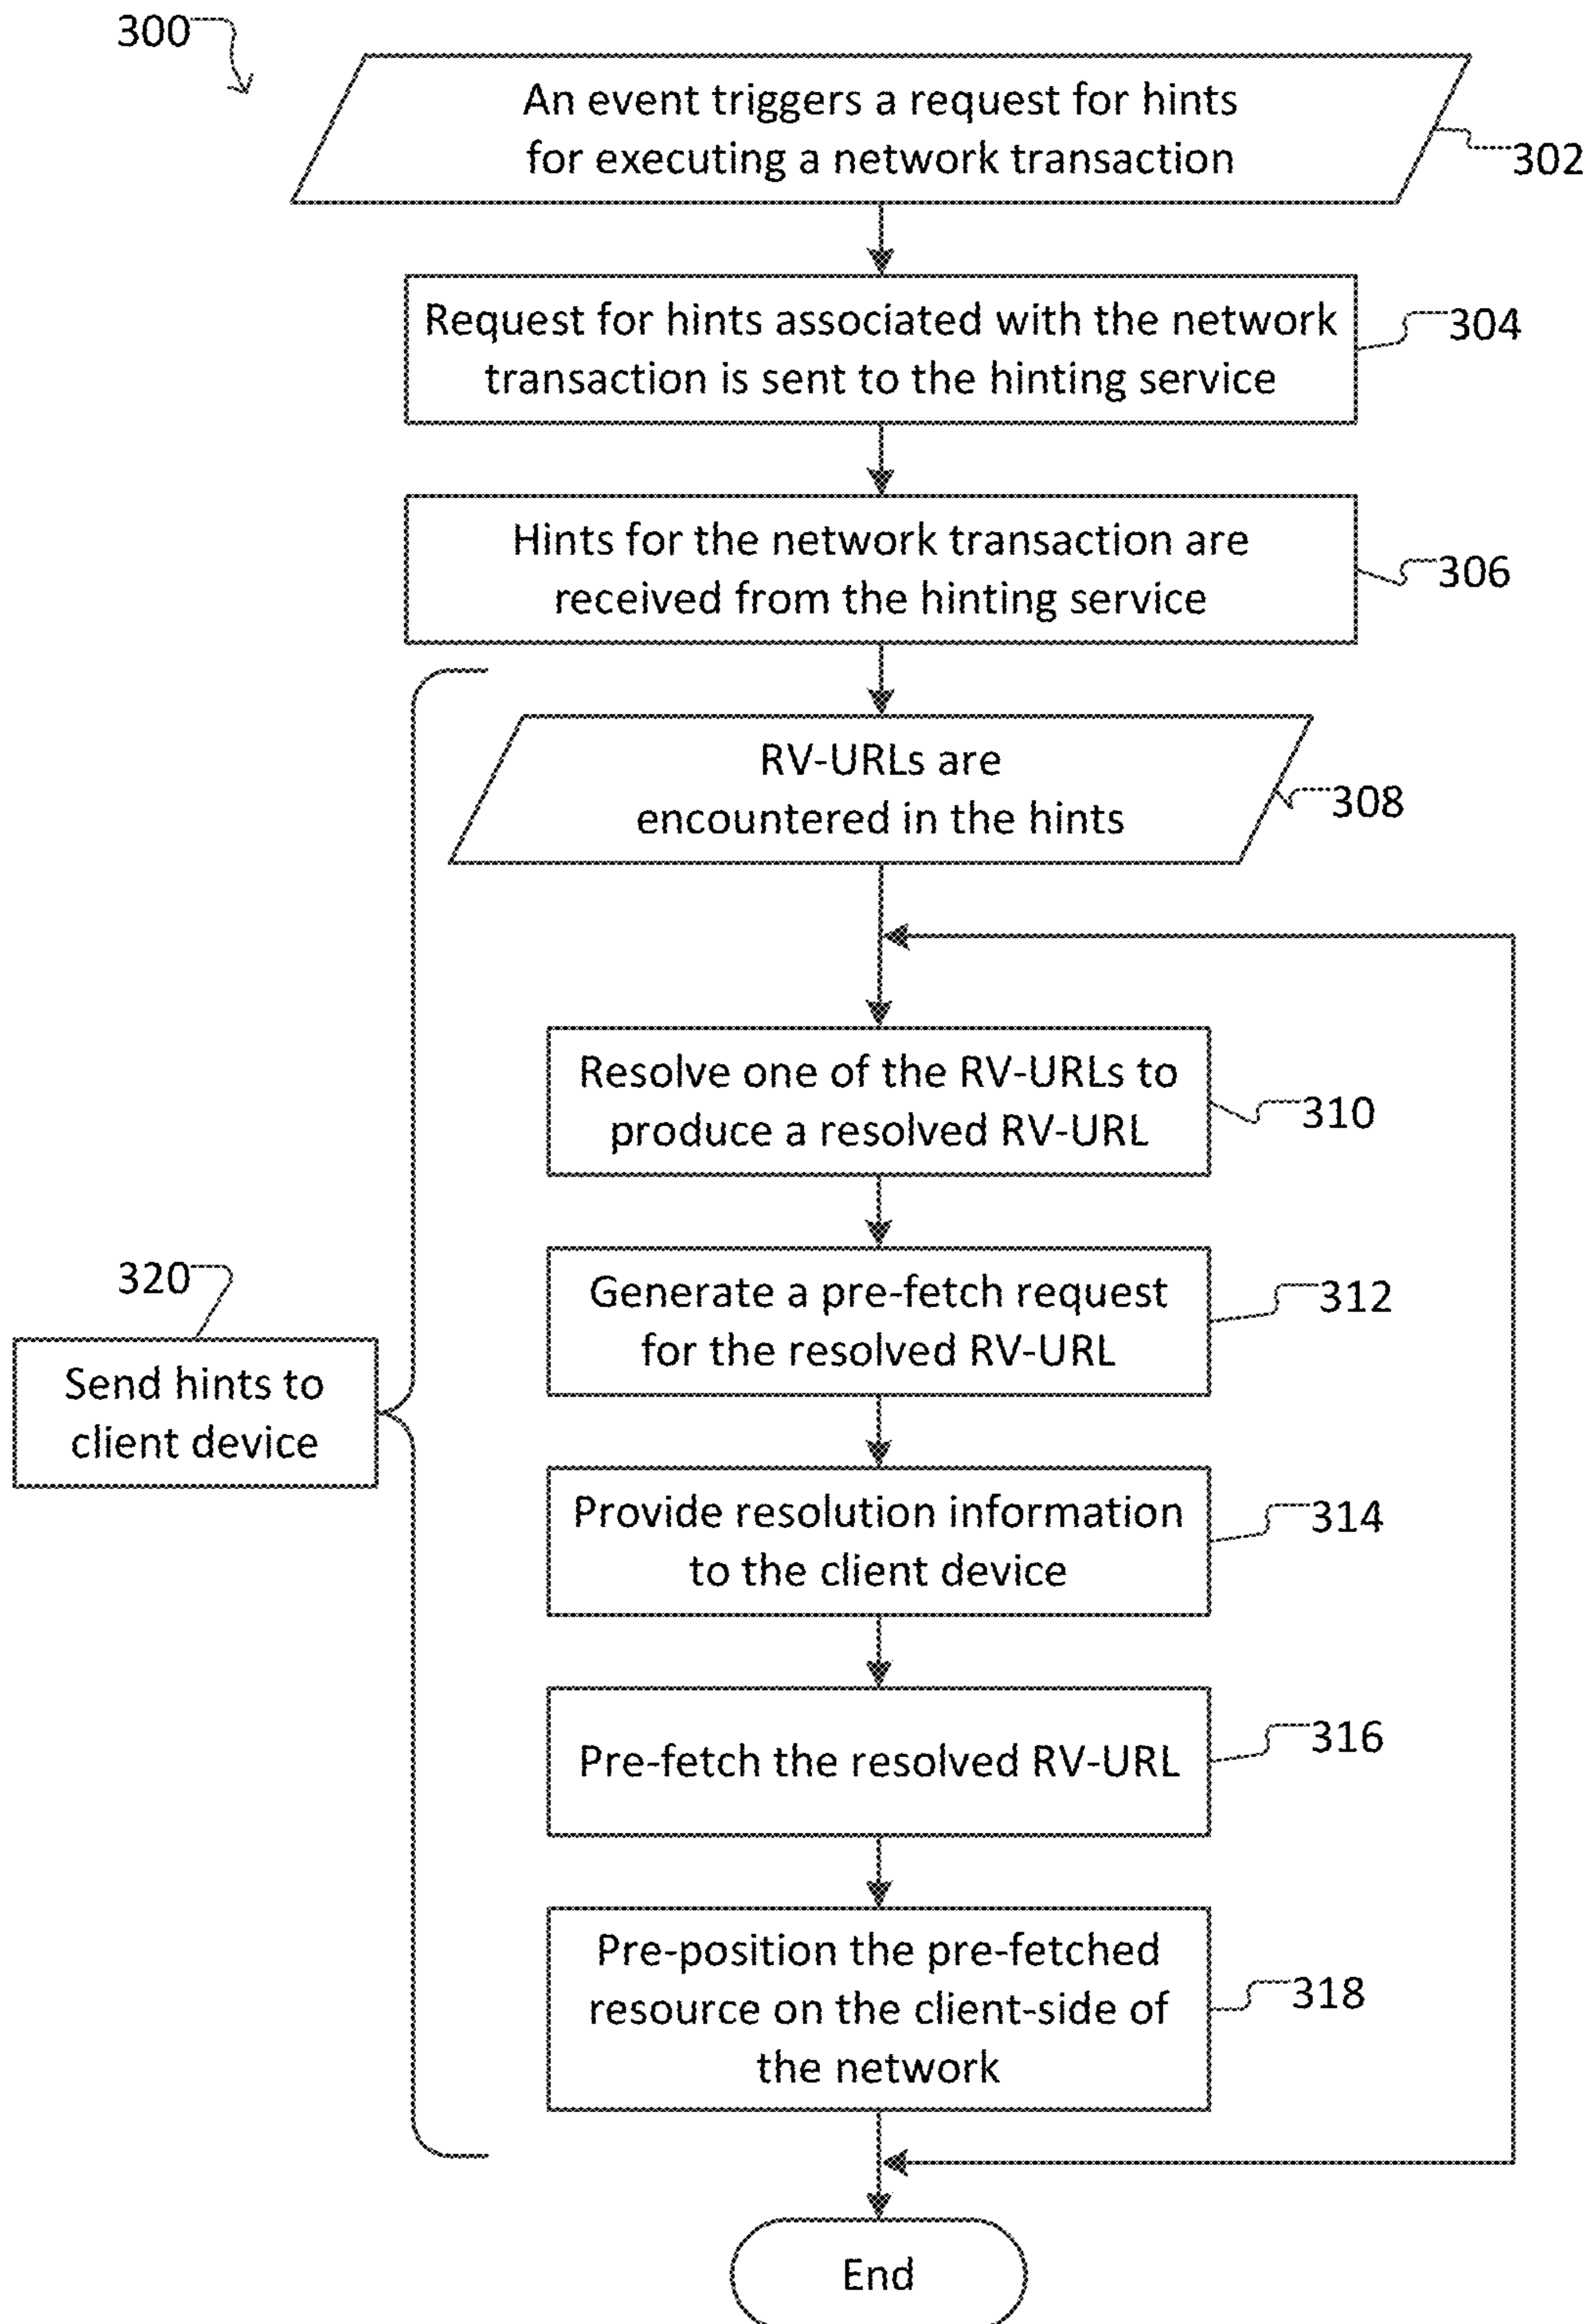 300
An event triggers a request for hints
for executing a network transaction
302
Request for hints associated with the network
transaction is sent to the hinting service
304
Hints for the network transaction are
received from the hinting service
306
RV-URLs are
encountered in the hints
308
Resolve one of the RV-URLs to
produce a resolved RV-URL
310
Generate a pre-fetch request
for the resolved RV-URL
312
320
Send hints to
client device
Provide resolution information
to the client device
314
Pre-fetch the resolved RV-URL
316
Pre-position the pre-fetched
resource on the client-side of
the network
318
End